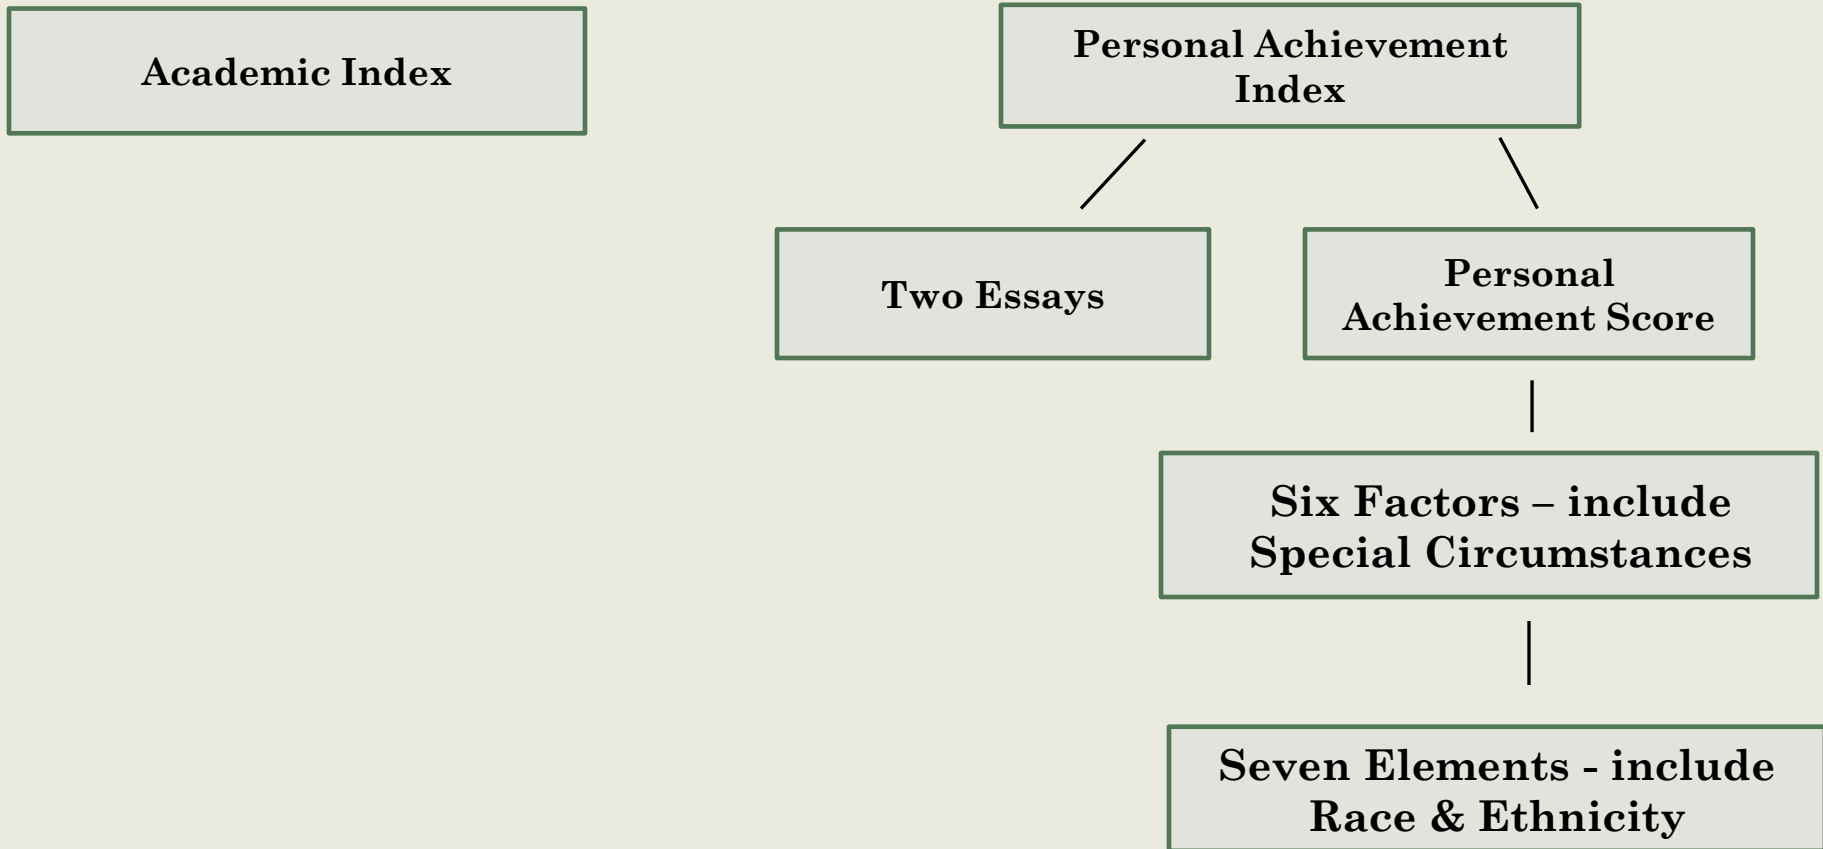 Academic Index
Personal Achievement
Index
Two Essays
Personal
Achievement Score
Six Factors – include
Special Circumstances
Seven Elements - include
Race & Ethnicity